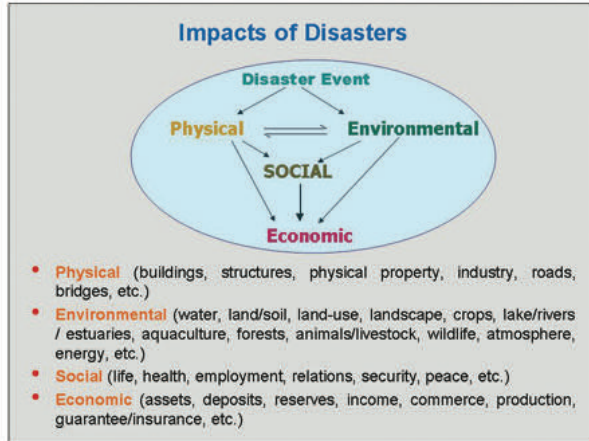 Impacts of Disasters
Disaster Event
Physical Environmental
SOCIAL
Economic
• Physical (buildings, structures, physical property, industry, roads,
bridges, etc.)
• Environmental (water, land/soil, land-use, landscape, crops, lake/rivers
/ estuaries, aquaculture, forests, animals/livestock, wildlife, atmosphere,
energy, etc.)
• Social (life, health, employment, relations, security, peace, etc.)
• Economic (assets, deposits, reserves, income, commerce, production,
guarantee/insurance, etc.)